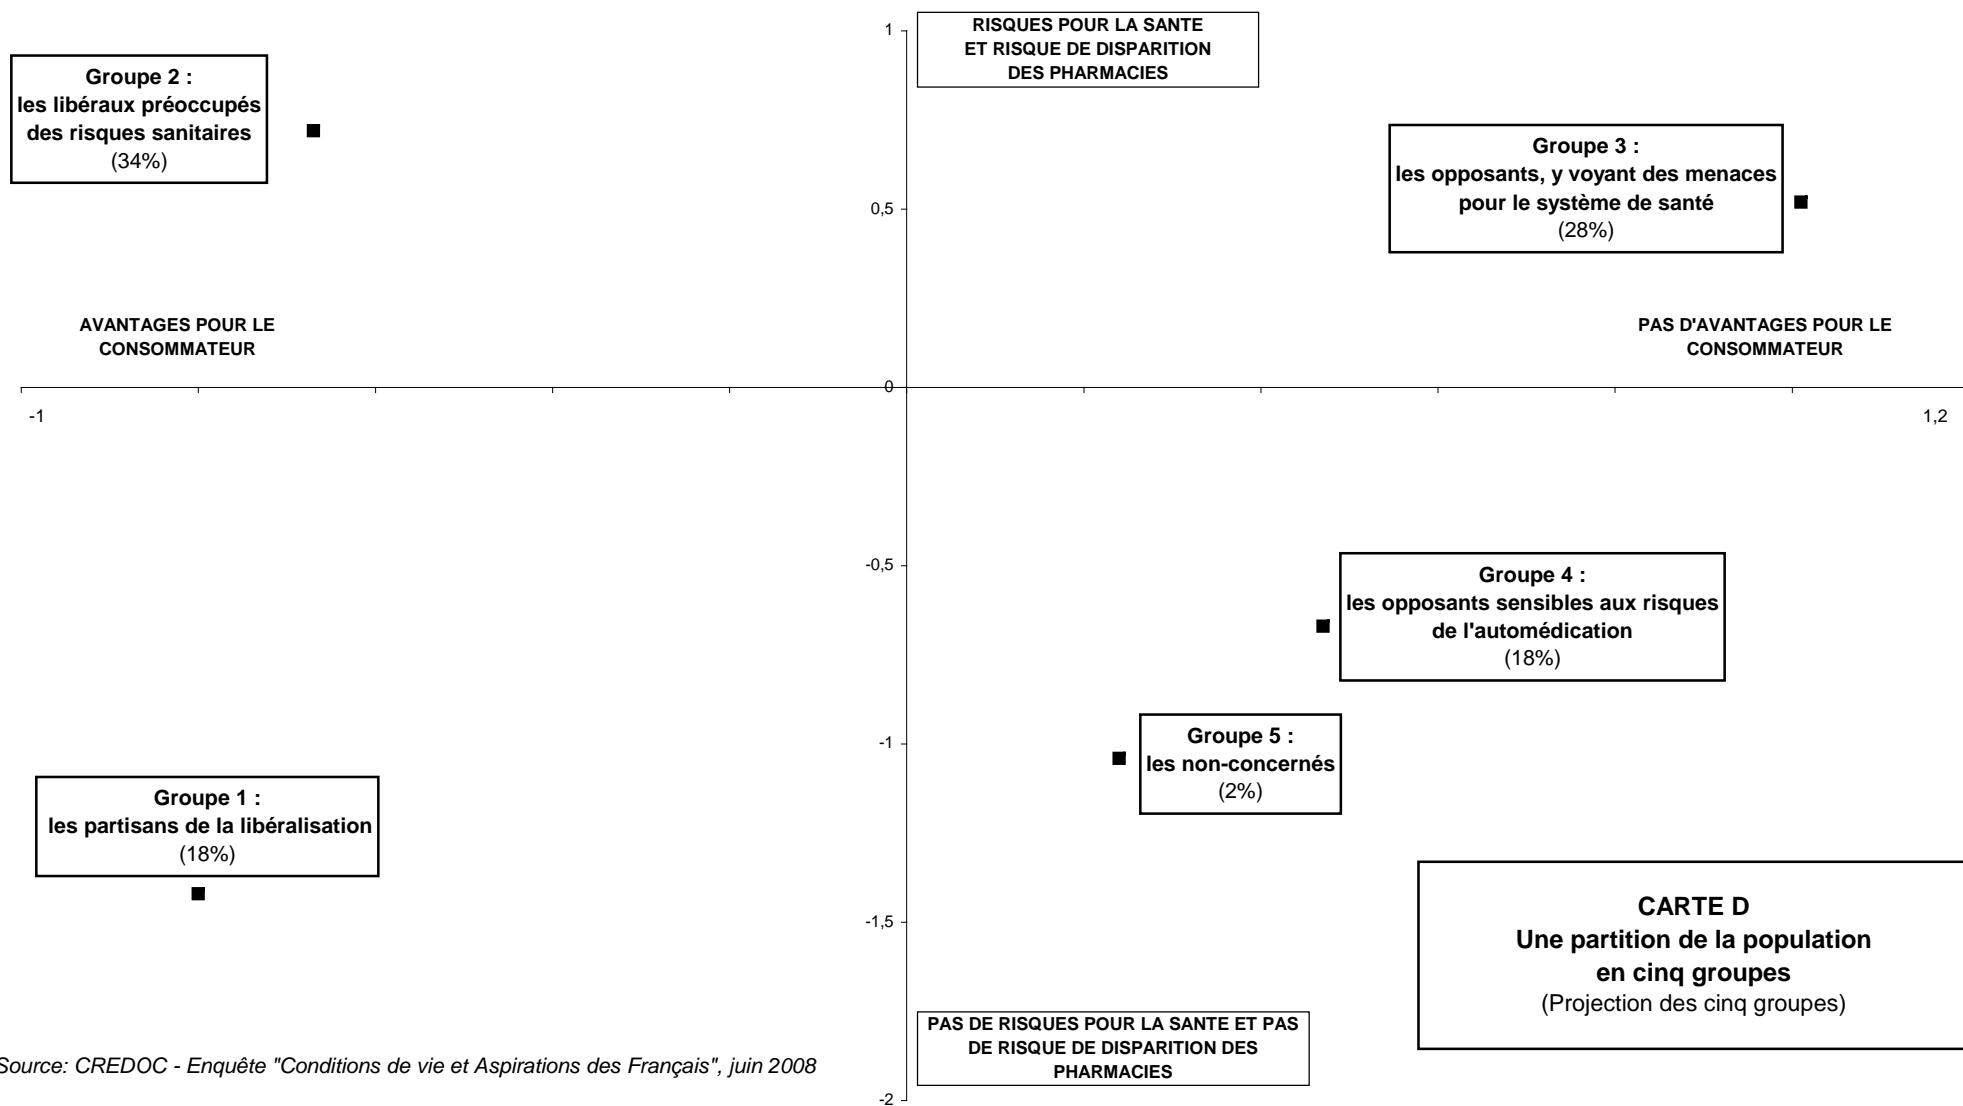 1
RISQUES POUR LA SANTE
ET RISQUE DE DISPARITION
DES PHARMACIES
Groupe 2 :
les libéraux préoccupés
des risques sanitaires
(34%)
Groupe 3 :
les opposants, y voyant des menaces
pour le système de santé
(28%)
0,5
AVANTAGES POUR LE
CONSOMMATEUR
PAS D'AVANTAGES POUR LE
CONSOMMATEUR
0
-1
1,2
-0,5
Groupe 4 :
les opposants sensibles aux risques
de l'automédication
(18%)
Groupe 5 :
les non-concernés
(2%)
-1
Groupe 1 :
les partisans de la libéralisation
(18%)
-1,5
CARTE D
Une partition de la population
en cinq groupes
(Projection des cinq groupes)
PAS DE RISQUES POUR LA SANTE ET PAS
DE RISQUE DE DISPARITION DES
PHARMACIES
Source: CREDOC - Enquête "Conditions de vie et Aspirations des Français", juin 2008
-2